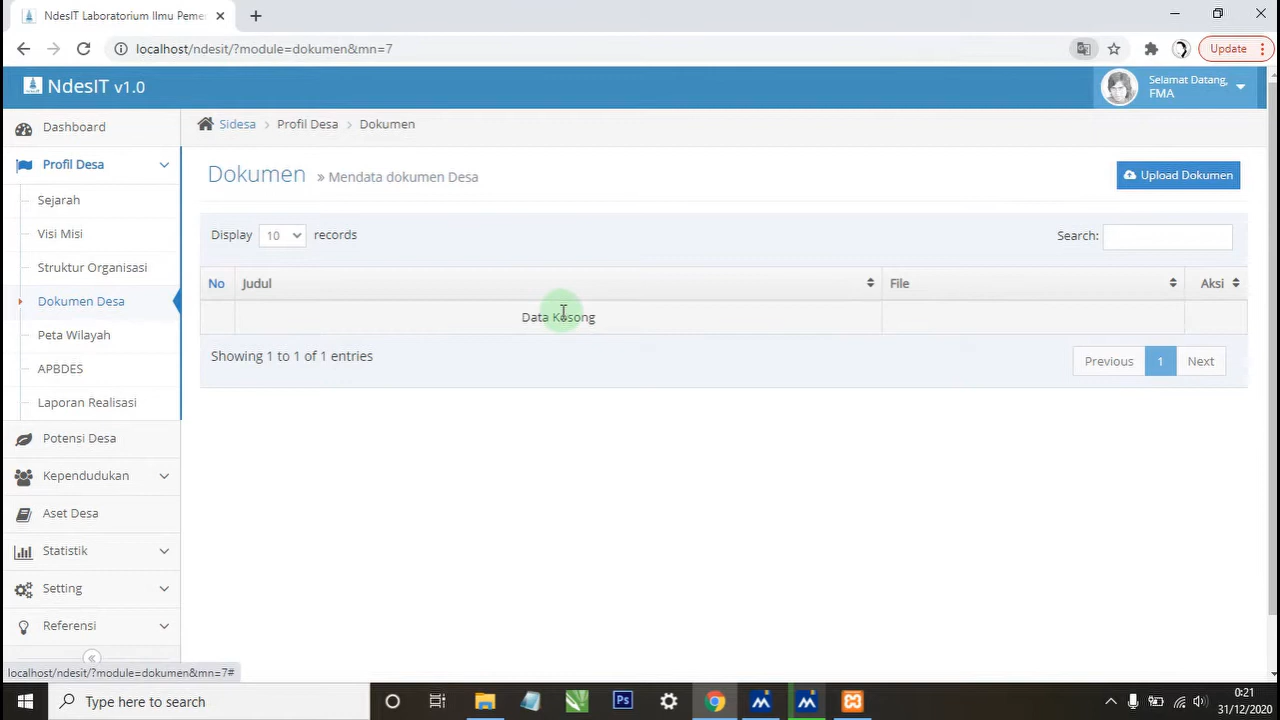 NdesIT Laboratorium Ilmu Peme
localhost/ndesit/?module=dokumen&mn=7
Update
NdesIT v1.0
Selamat Datang,
FMA
Dashboard
Profil Desa
Sejarah
Visi Misi
Struktur Organisasi
Dokumen Desa
Peta Wilayah
APBDES
Laporan Realisasi
Potensi Desa
Kependudukan
Aset Desa
Statistik
Setting
Referensi
Sidesa > Profil Desa > Dokumen
Dokumen » Mendata dokumen Desa
Upload Dokumen
Display 10 records
Search:
No Judul File Aksi
Data Kosong
Showing 1 to 1 of 1 entries
Previous 1 Next
localhost/ndesit/?module=dokumen&mn=7#
Type here to search
Ps
0:21
31/12/2020